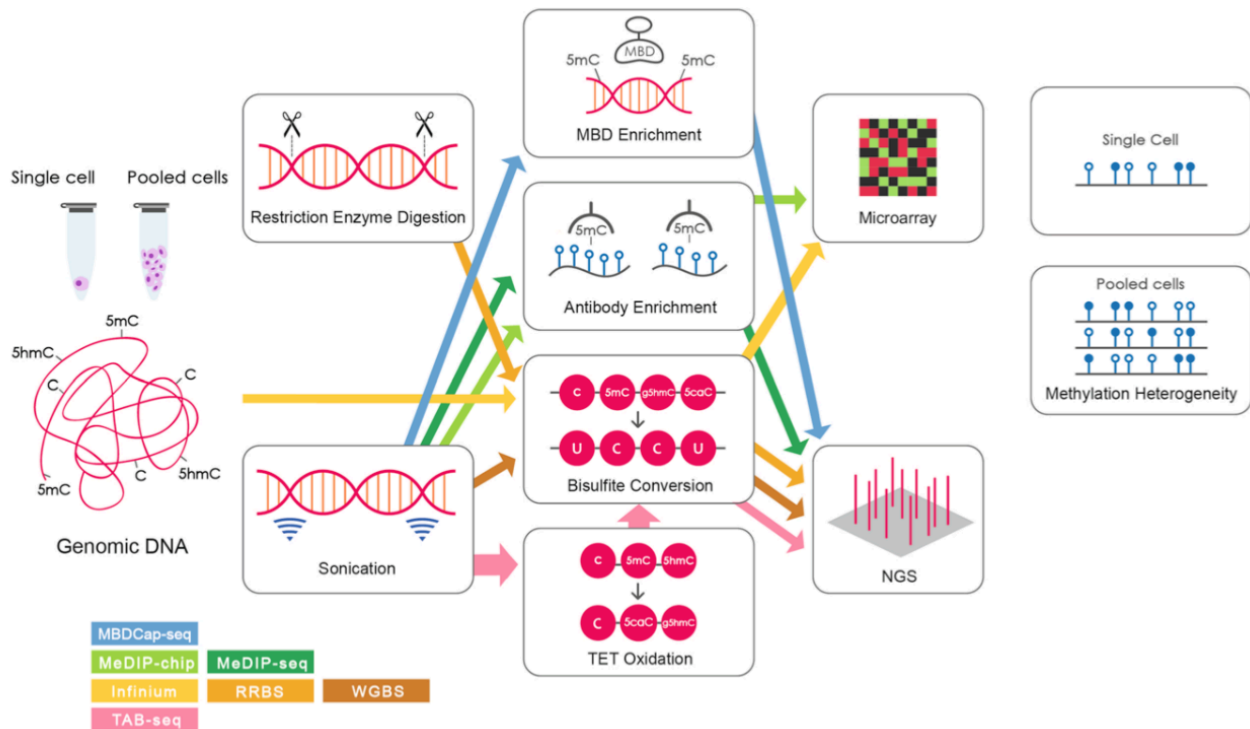 Single cell
Pooled cells
5mC
5hmC
C
C
C
5hmC
5mC
Genomic DNA
Restriction Enzyme Digestion
Sonication
MBD
5mC
5mC
MBD Enrichment
5mC
5mC
Antibody Enrichment
C 5mC g5hmC 5caC
U C C U
Bisulfite Conversion
C 5mC 5hmC
C 5caC g5hmC
TET Oxidation
Microarray
NGS
Single Cell
Pooled cells
Methylation Heterogeneity
MBDCap-seq
MeDIP-chip MeDIP-seq
Infinium RRBS WGBS
TAB-seq